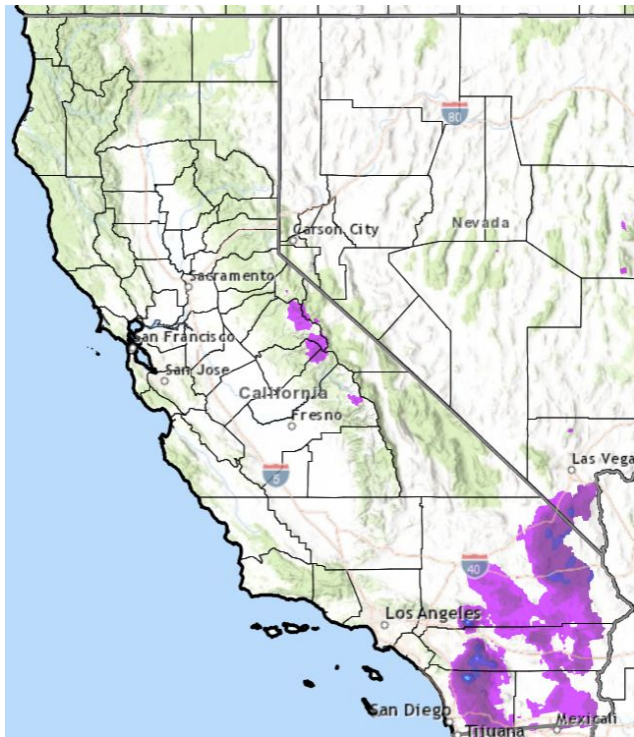 80
Carson City
Nevada
Sacramento
San Francisco
San Jose
California
Fresno
Las Vega
5
40
Los Angeles
San Diego
Mexicali
Tijuana